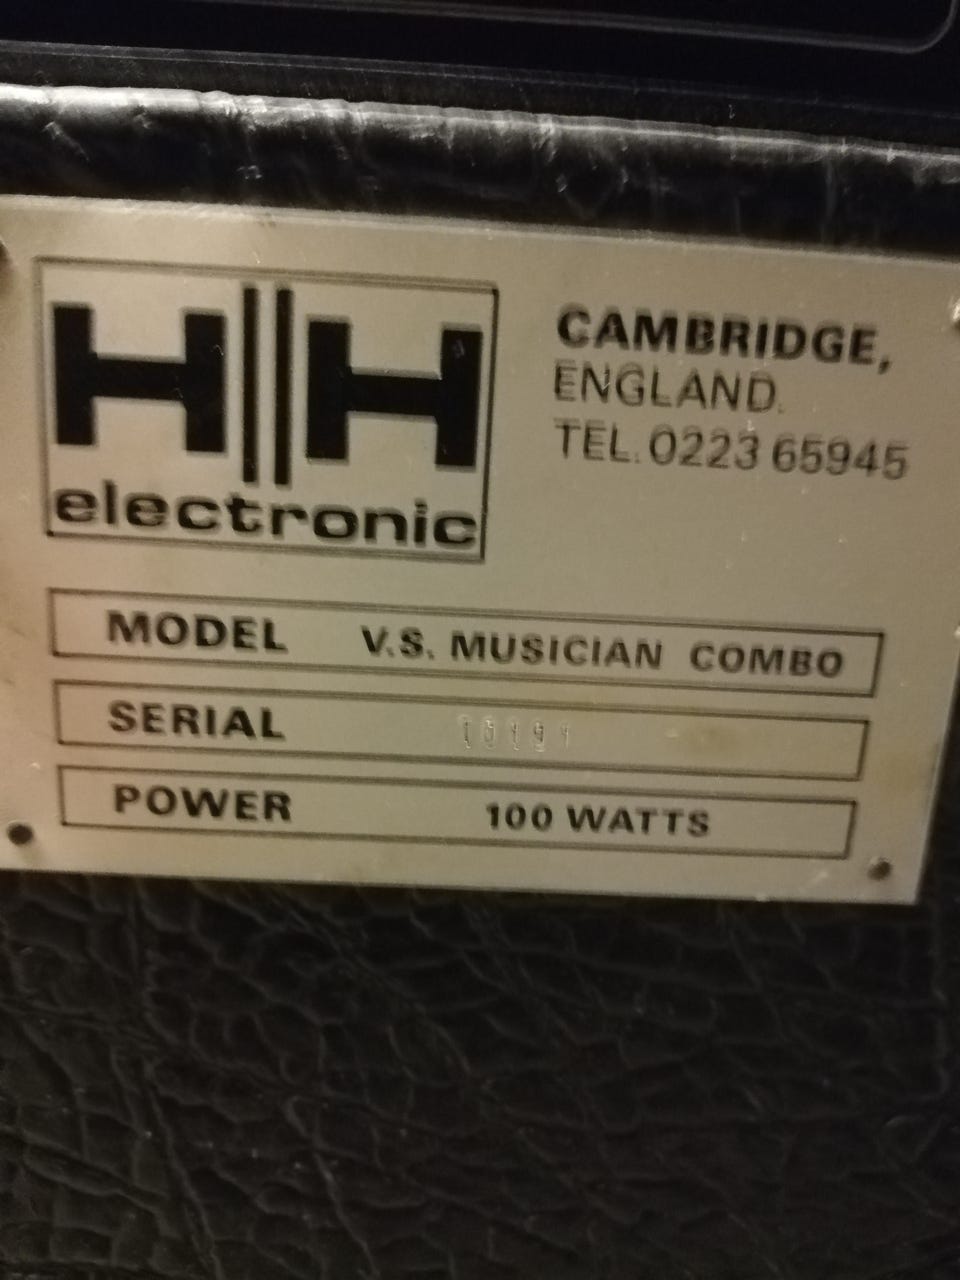 HH
electronic
CAMBRIDGE,
ENGLAND.
TEL. 0223 65945
MODEL V.S. MUSICIAN COMBO
SERIAL
POWER 100 WATTS